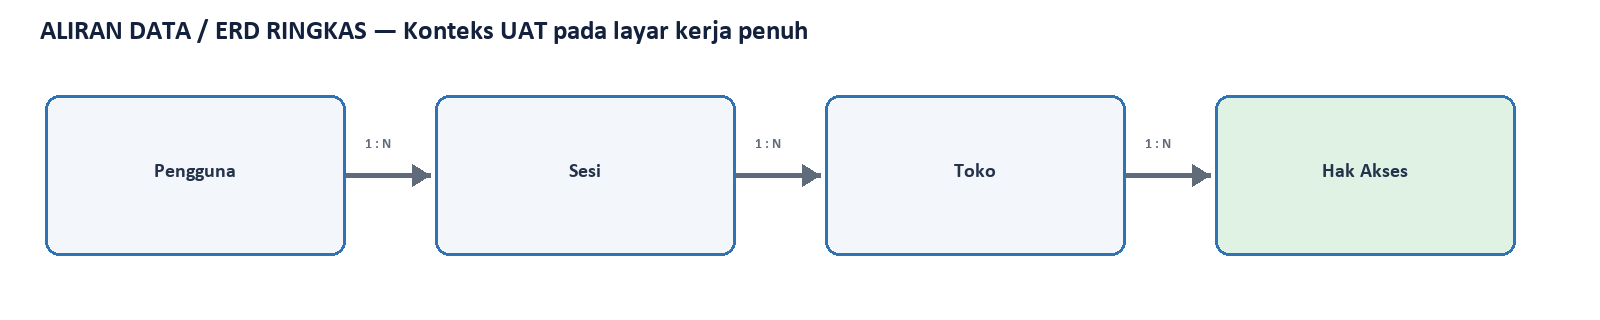 ALIRAN DATA / ERD RINGKAS — Konteks UAT pada layar kerja penuh
1 : N
1 : N
1 : N
Pengguna
Sesi
Toko
Hak Akses